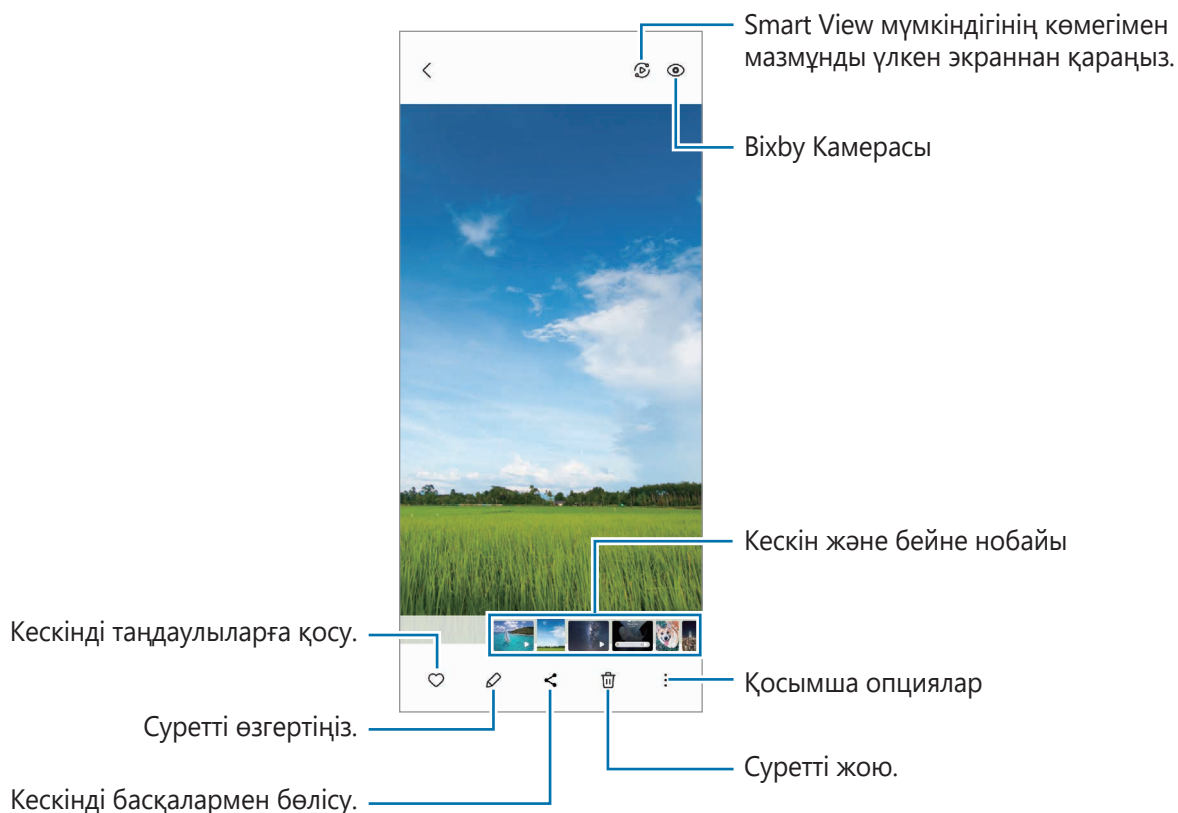 Smart View мүмкіндігінің көмегімен
мазмұнды үлкен экраннан қараңыз.
Bixby Камерасы
Кескін және бейне нобайы
Кескінді таңдаулыларға қосу.
Қосымша опциялар
Суретті өзгертіңіз.
Суретті жою.
Кескінді басқалармен бөлісу.